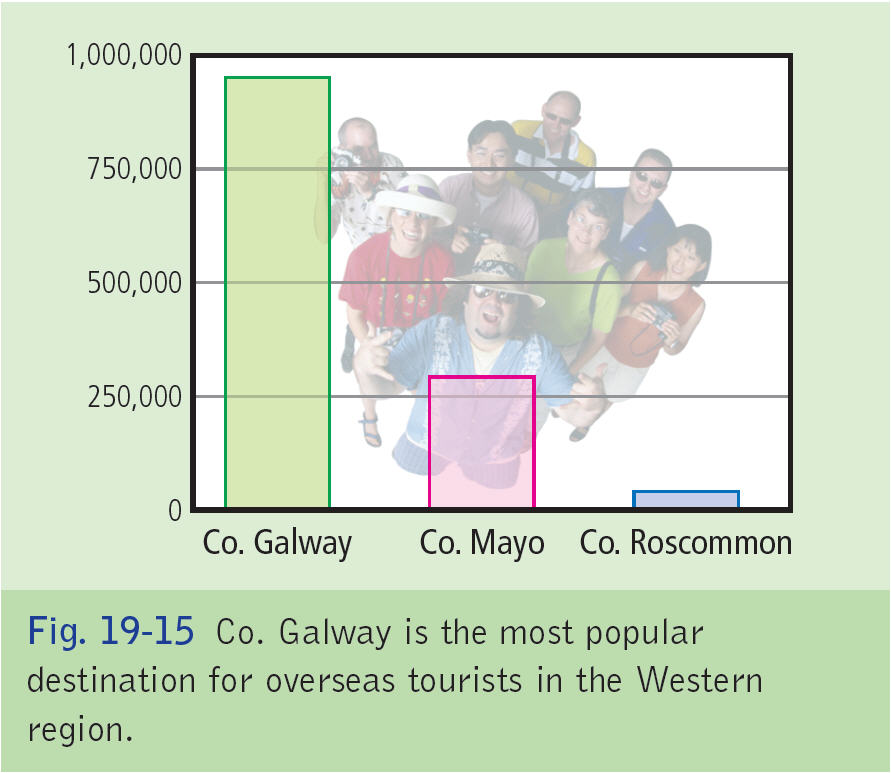 1,000,000
750,000
500,000
250,000
0
Co. Galway Co. Mayo Co. Roscommon
Fig. 19-15 Co. Galway is the most popular
destination for overseas tourists in the Western
region.